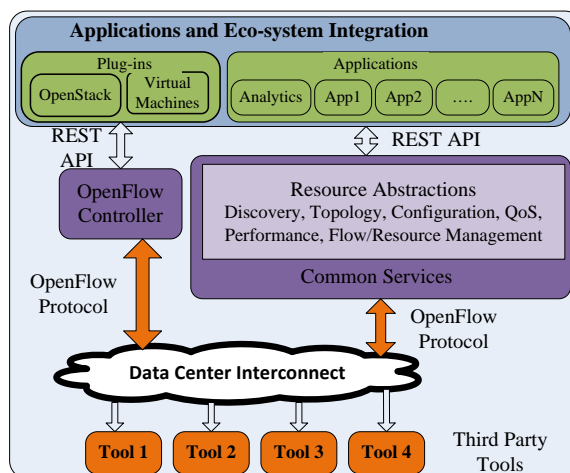 Applications and Eco-system Integration
Plug-ins
OpenStack
Virtual
Machines
Applications
Analytics
App1
App2
....
AppN
REST
API
REST API
OpenFlow
Controller
Resource Abstractions
Discovery, Topology, Configuration, QoS,
Performance, Flow/Resource Management
Common Services
OpenFlow
Protocol
OpenFlow
Protocol
Data Center Interconnect
Tool 1
Tool 2
Tool 3
Tool 4
Third Party
Tools